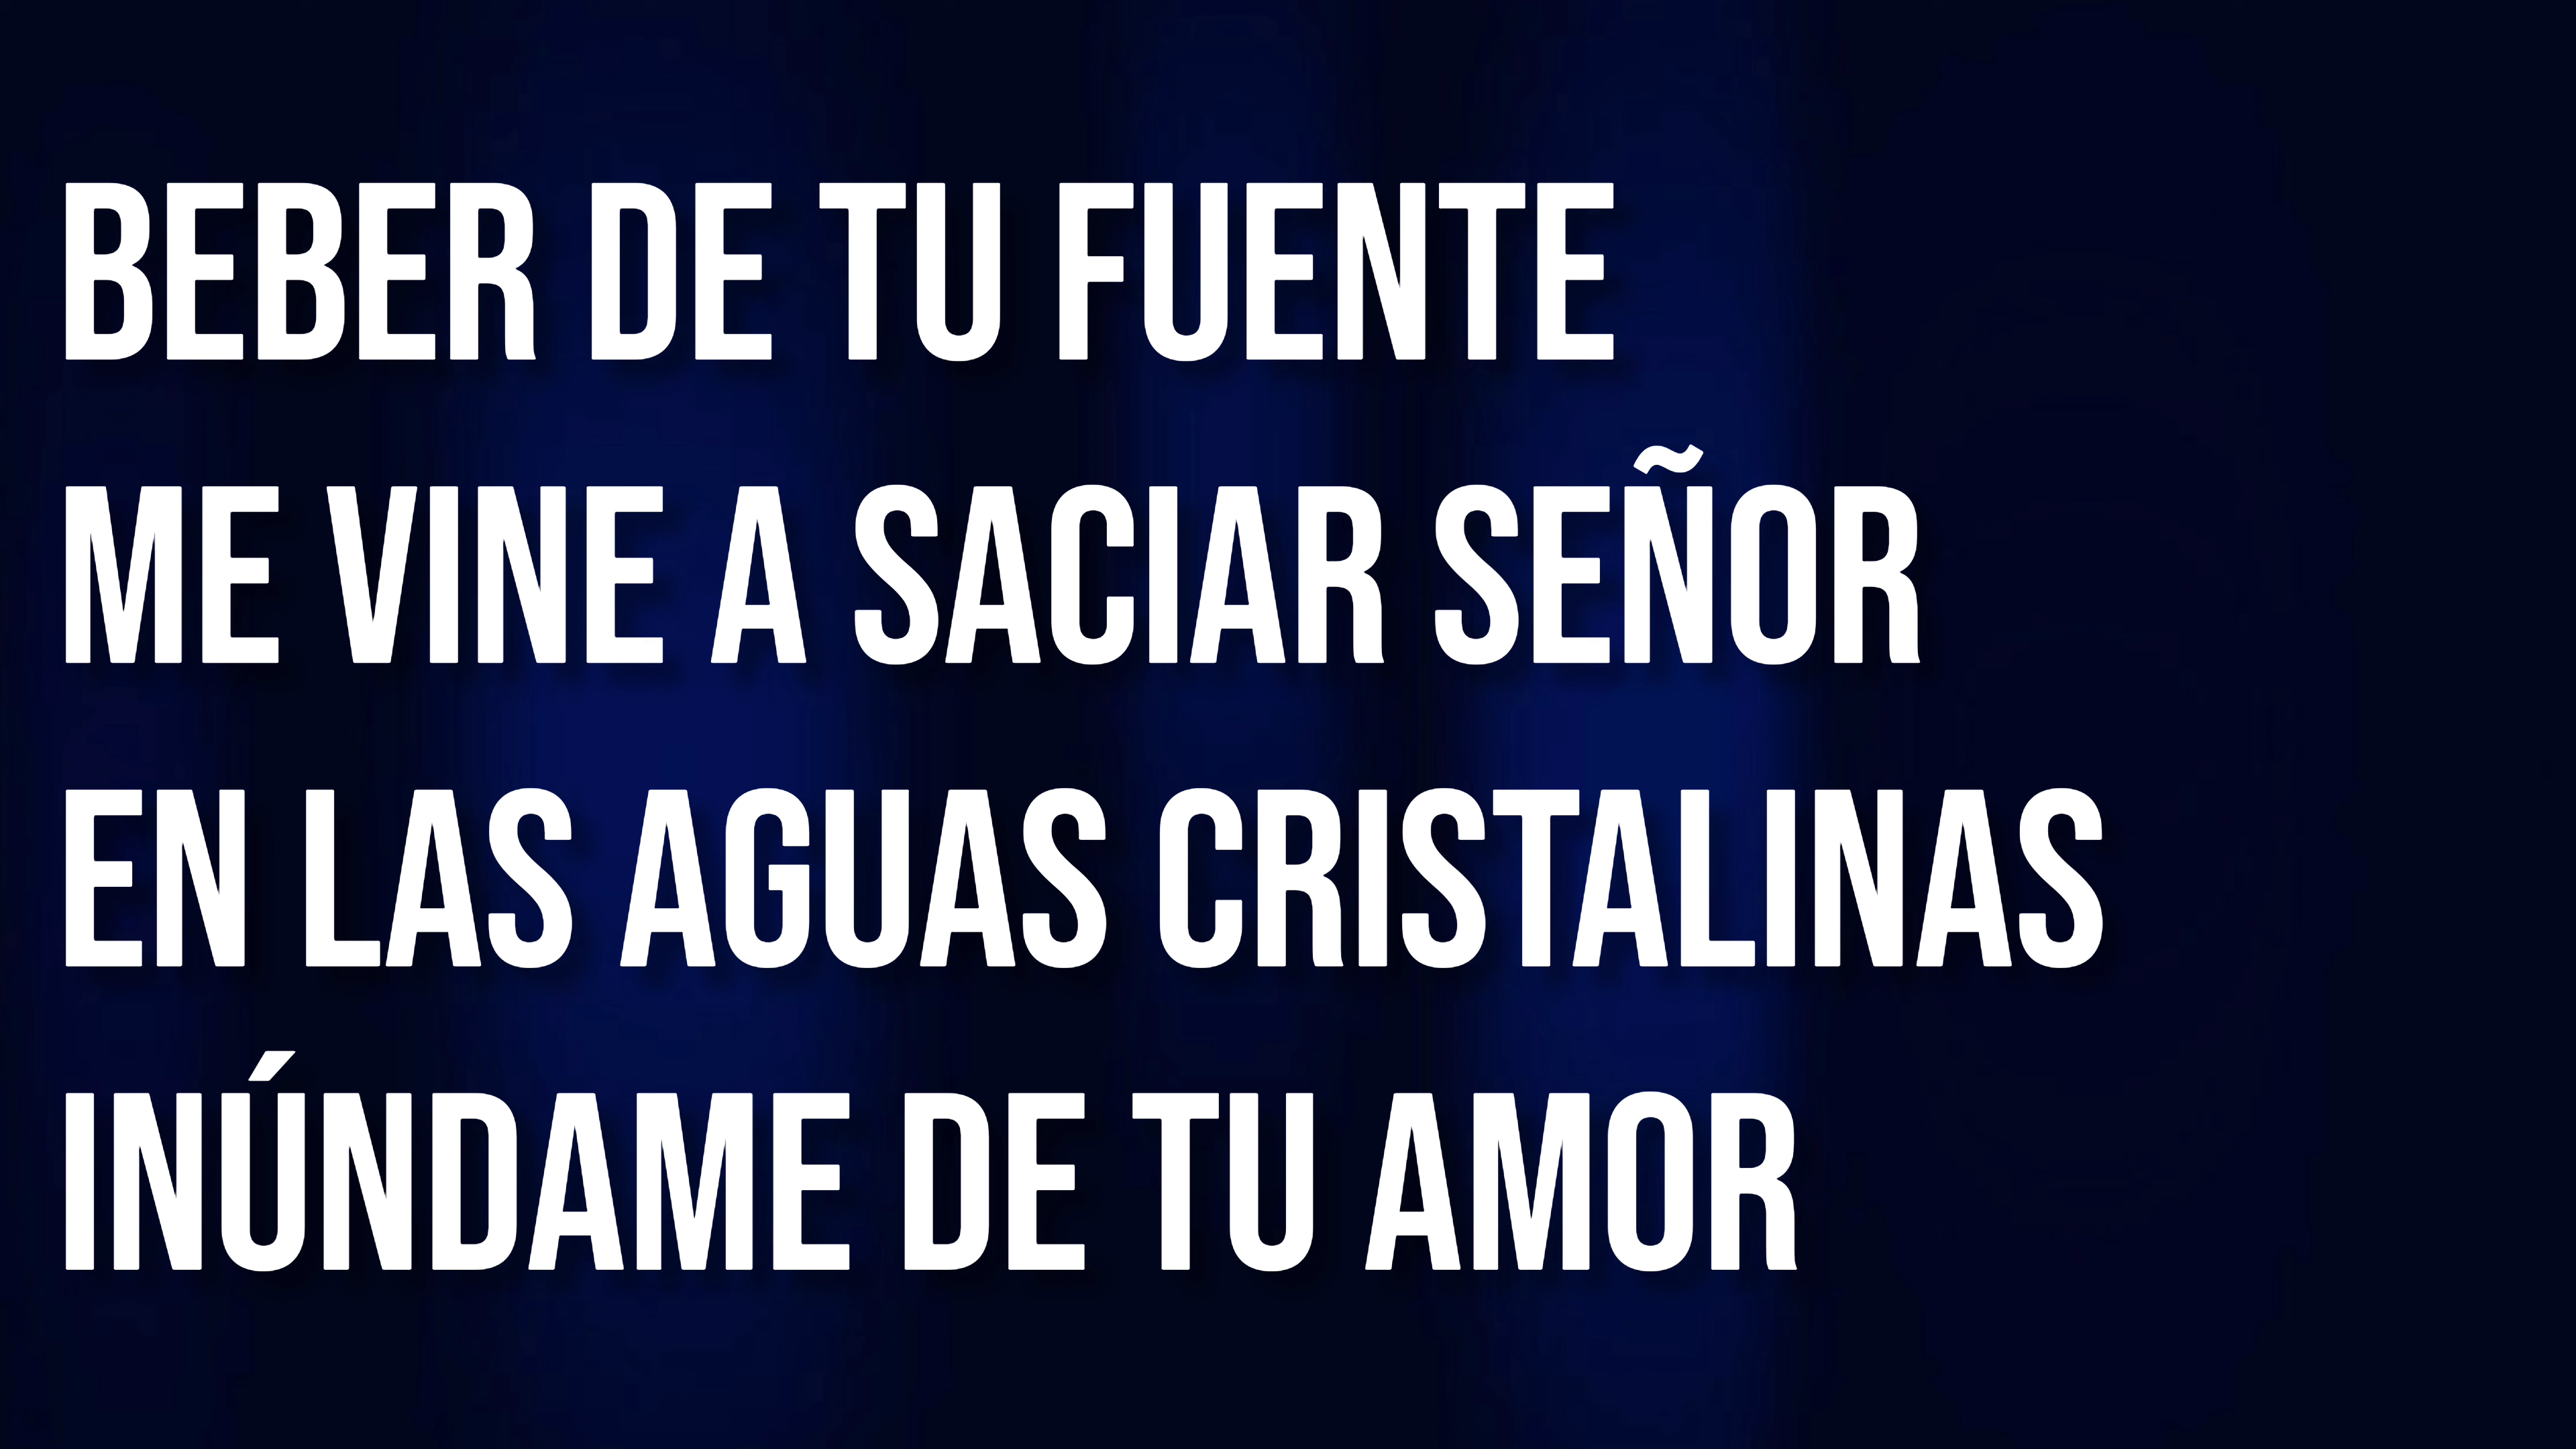 BEBER DE TU FUENTE
ME VINE A SACIAR SEÑOR
EN LAS AGUAS CRISTALINAS
INÚNDAME DE TU AMOR